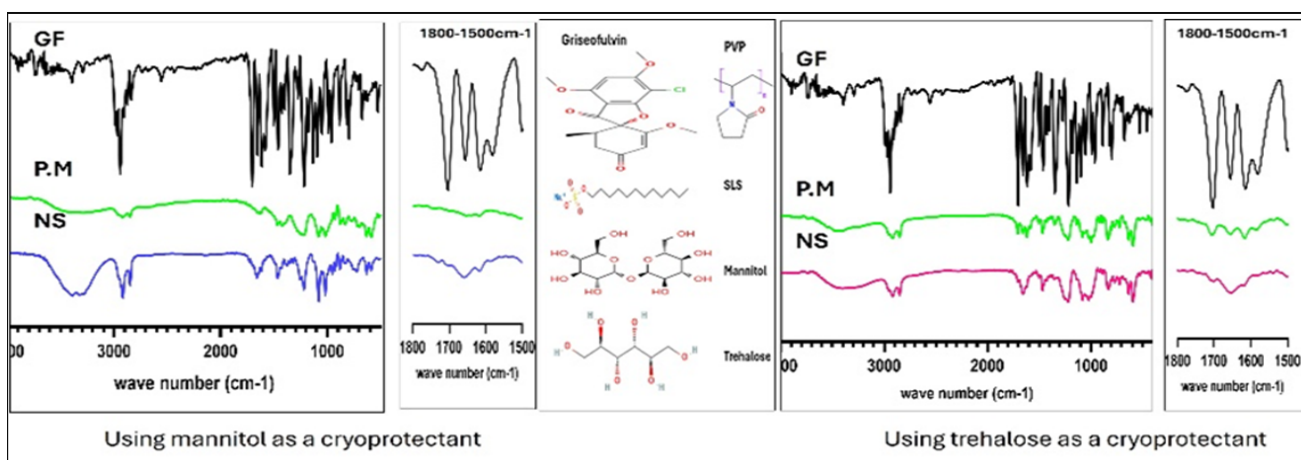 GF
P.M
NS
3000 2000 1000
wave number (cm-1)
1800-1500cm-1
1800 1700 1600 1500
wave number (cm-1)
Griseofulvin
PVP
Cl
SLS
Mannitol
Trehalose
GF
P.M
NS
3000 2000 1000
wave number (cm-1)
1800-1500cm-1
1800 1700 1600 1500
wave number (cm-1)
Using mannitol as a cryoprotectant
Using trehalose as a cryoprotectant